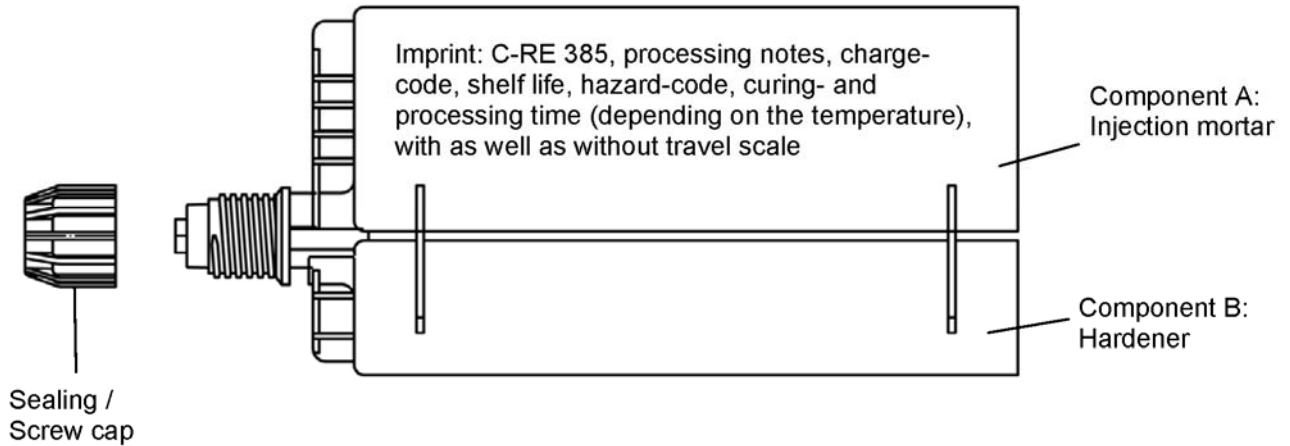 Imprint: C-RE 385, processing notes, charge-
code, shelf life, hazard-code, curing- and
processing time (depending on the temperature),
with as well as without travel scale
Component A:
Injection mortar
Component B:
Hardener
Sealing /
Screw cap